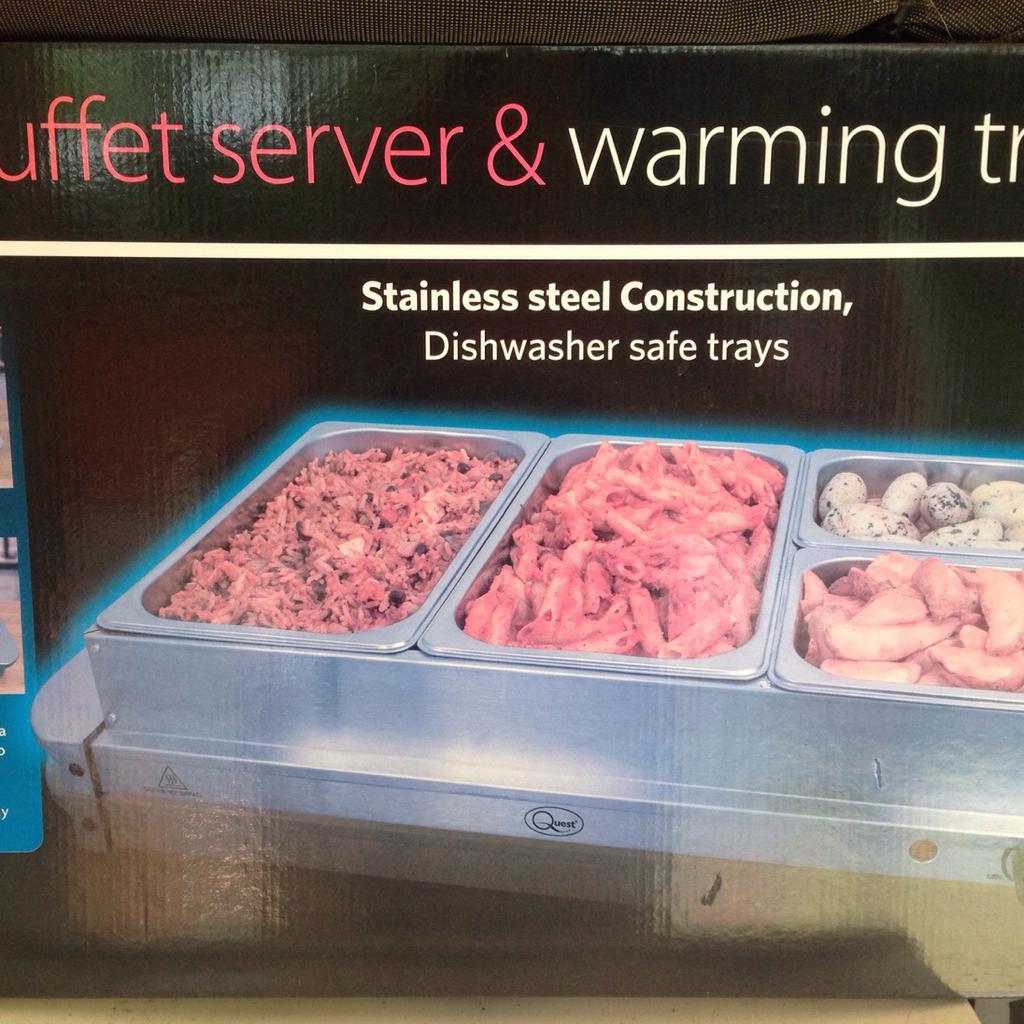 uffet server & warming tr
Stainless steel Construction,
Dishwasher safe trays
a
o
y
Quest